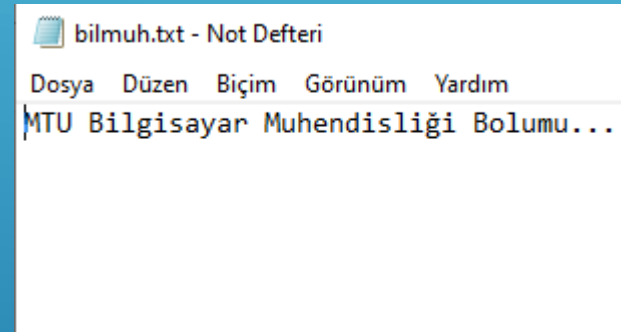 bilmuh.txt - Not Defteri
Dosya Düzen Biçim Görünüm Yardım
MTU Bilgisayar Muhendisliği Bolumu...